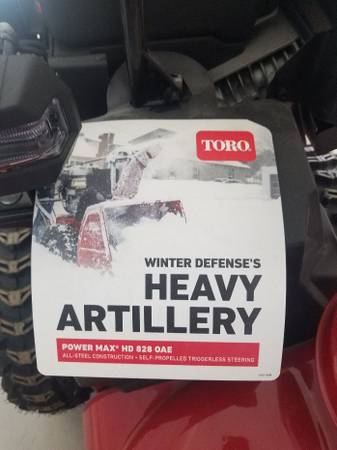 TORO.
WINTER DEFENSE'S
HEAVY
ARTILLERY
POWER MAX® HD 828 OAE
ALL-STEEL CONSTRUCTION • SELF-PROPELLED TRIGGERLESS STEERING